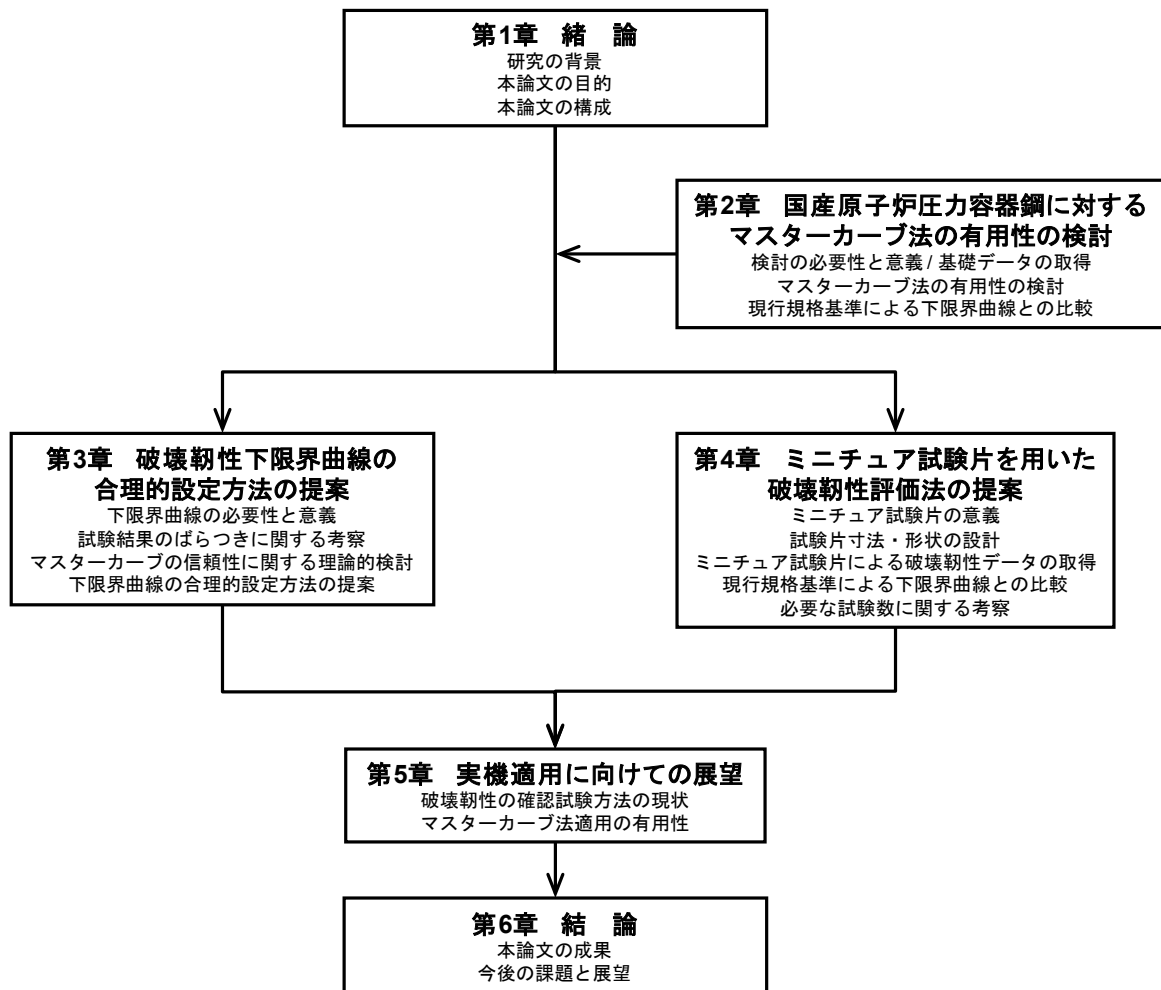 第1章 緒 論
研究の背景
本論文の目的
本論文の構成
第2章 国産原子炉圧力容器鋼に対する
マスターカーブ法の有用性の検討
検討の必要性と意義 / 基礎データの取得
マスターカーブ法の有用性の検討
現行規格基準による下限界曲線との比較
第3章 破壊靭性下限界曲線の
合理的設定方法の提案
下限界曲線の必要性と意義
試験結果のばらつきに関する考察
マスターカーブの信頼性に関する理論的検討
下限界曲線の合理的設定方法の提案
第4章 ミニチュア試験片を用いた
破壊靭性評価法の提案
ミニチュア試験片の意義
試験片寸法・形状の設計
ミニチュア試験片による破壊靭性データの取得
現行規格基準による下限界曲線との比較
必要な試験数に関する考察
第5章 実機適用に向けての展望
破壊靭性の確認試験方法の現状
マスターカーブ法適用の有用性
第6章 結 論
本論文の成果
今後の課題と展望